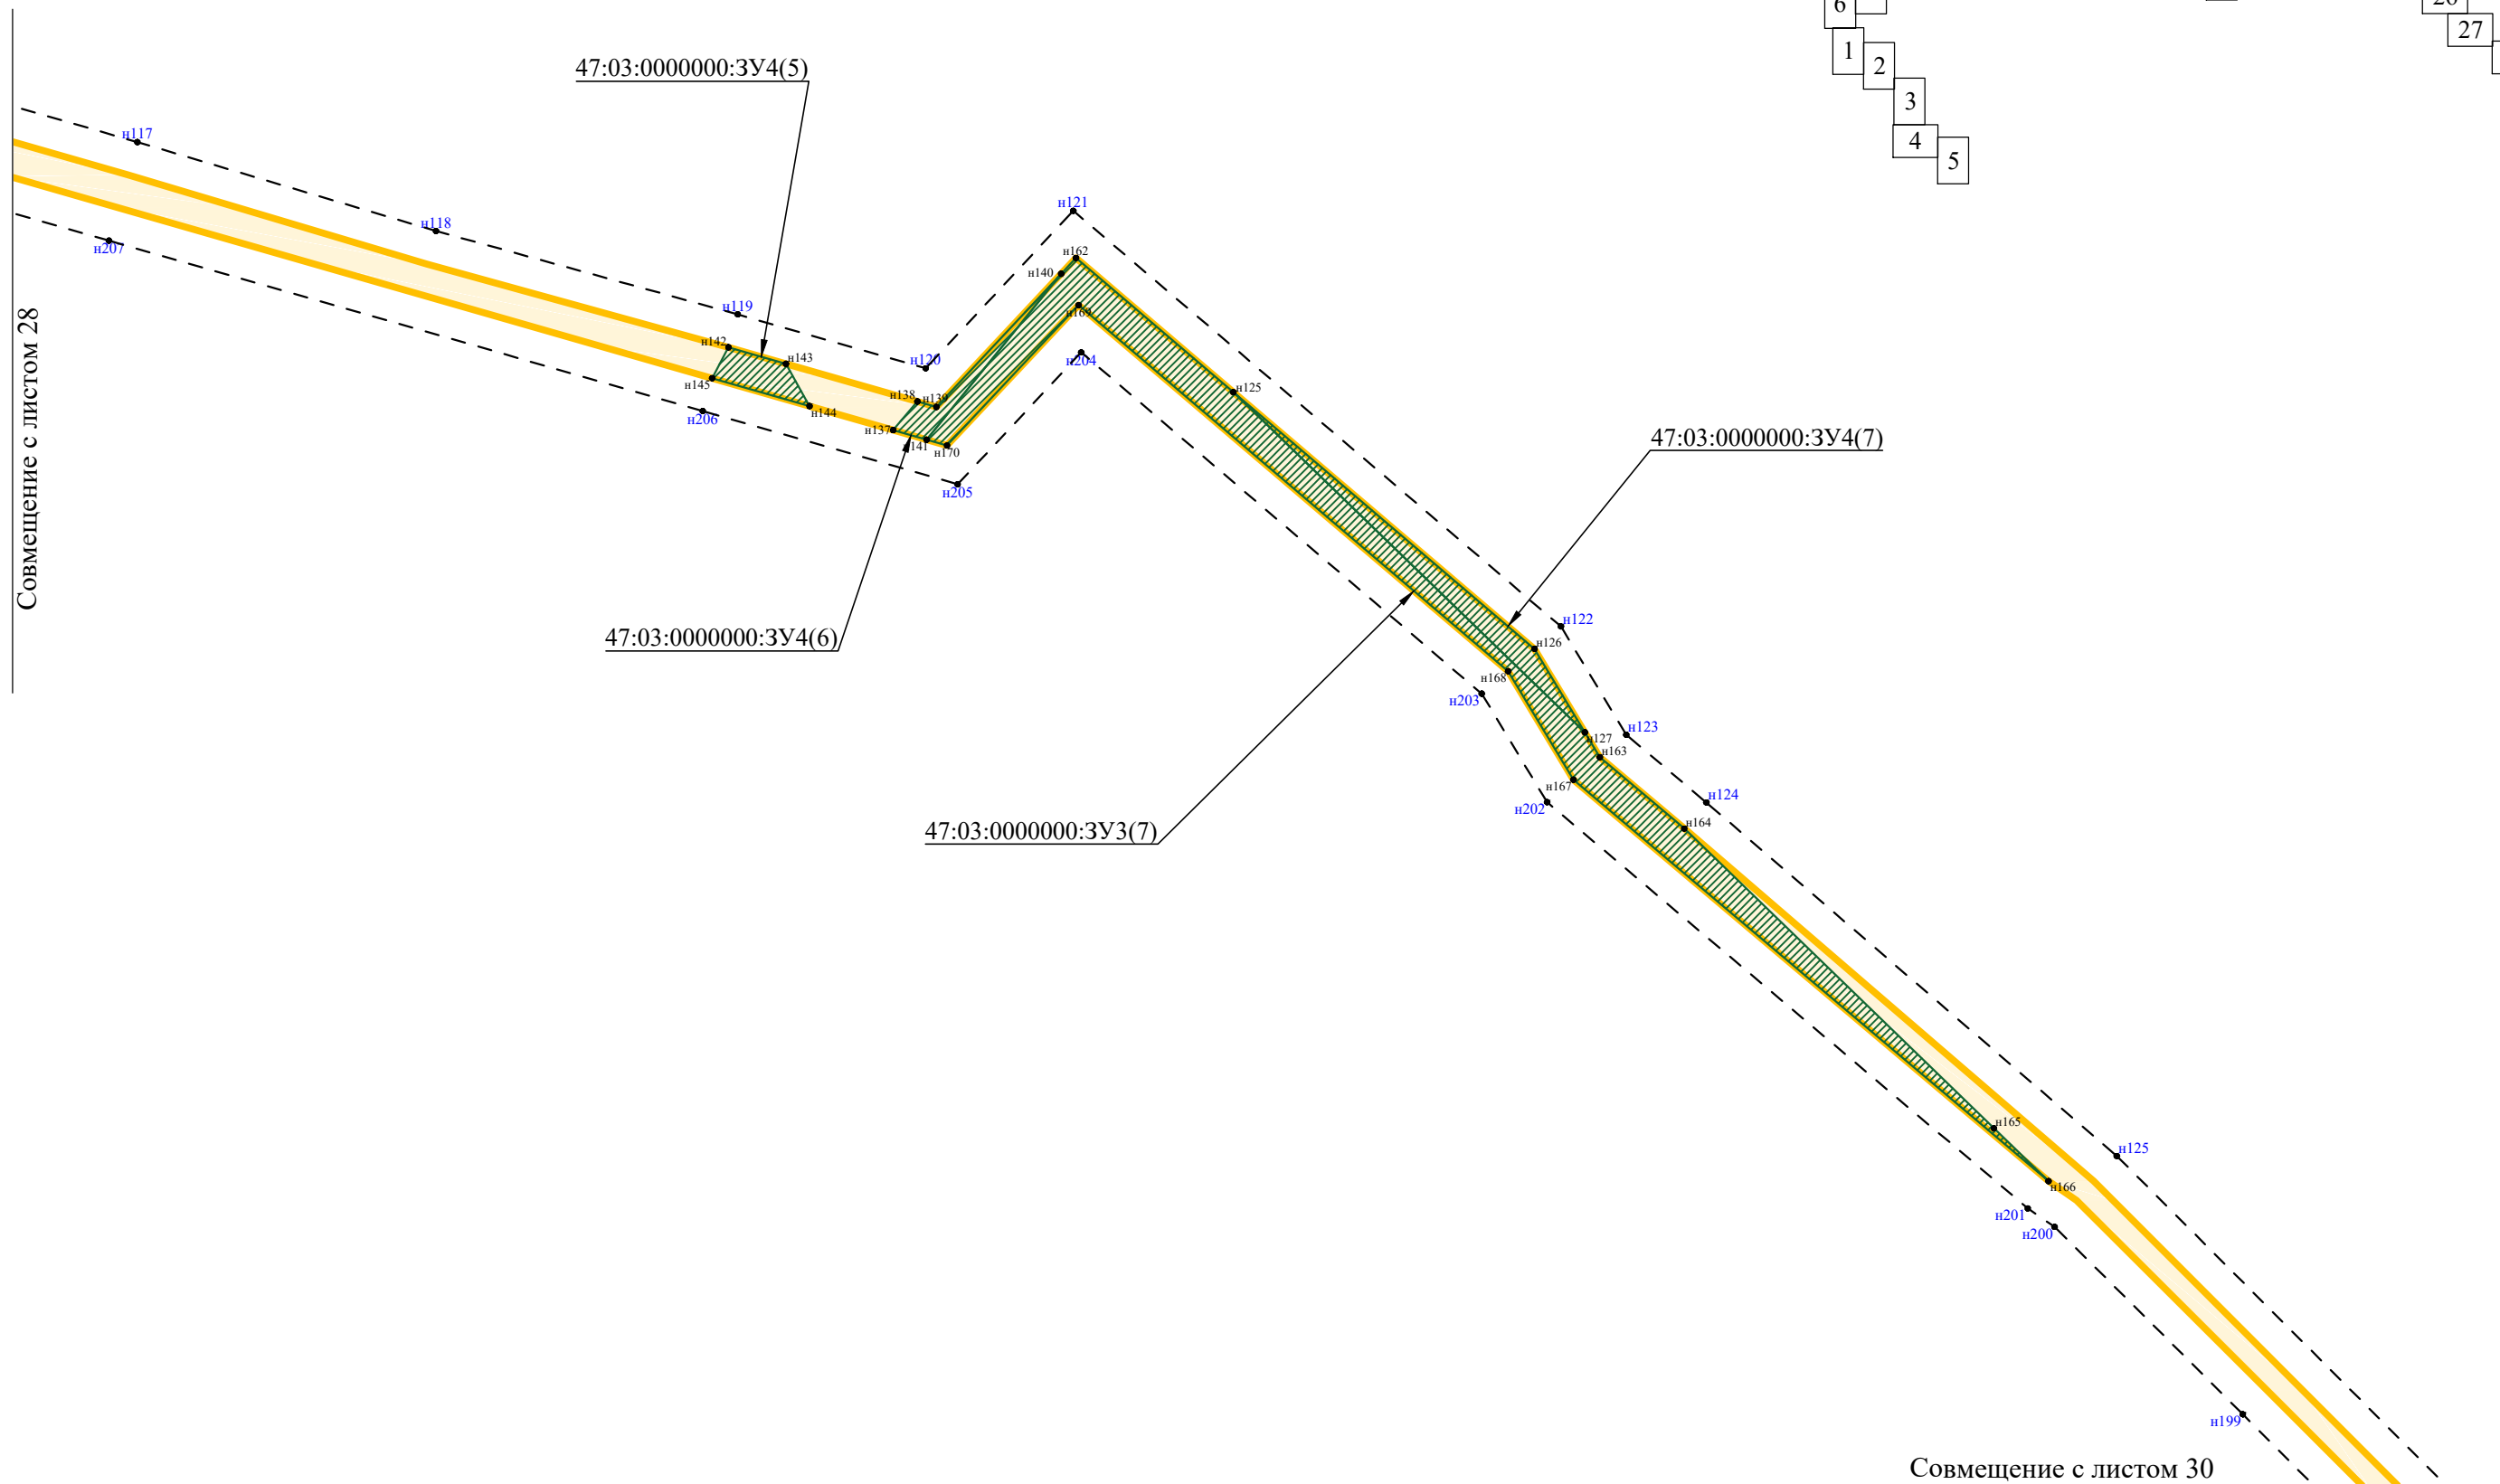 6
27
1
2
3
4
5
47:03:0000000:ЗУ4(5)
н117
н118
н207
н121
н162
н140
н119
н169
н142
н143
н120
н204
н145
н144
н206
н138
н139
н137
н170
н125
н205
47:03:0000000:ЗУ4(7)
Совмещение с листом 28
47:03:0000000:ЗУ4(6)
н122
н126
н168
н203
н123
н127
н163
н167
н202
н124
н164
47:03:0000000:ЗУ3(7)
н165
н125
н166
н201
н200
н199
Совмещение с листом 30